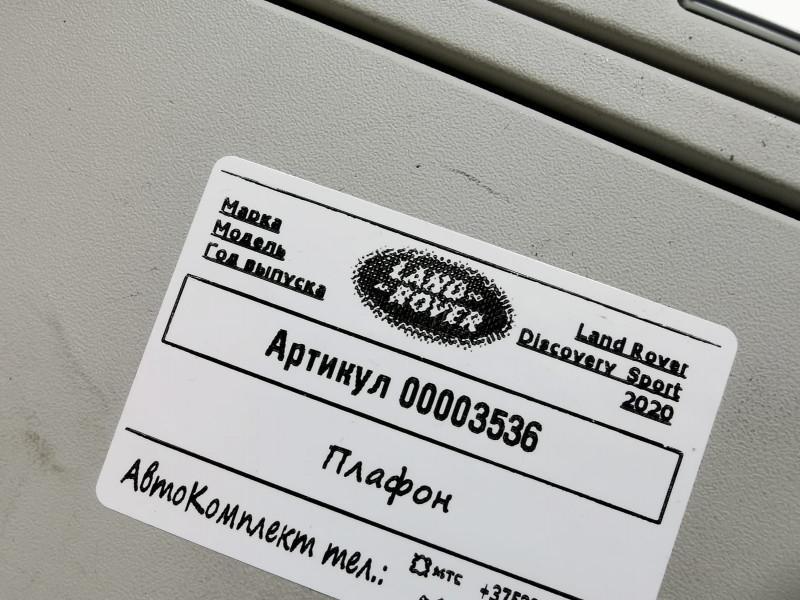 Марка
Модель
Год выпуска
LAND
ROVER
Land Rover
Discovery Sport
2020
Артикул 00003536
Плафон
АвтоКомплект тел.:
мтс